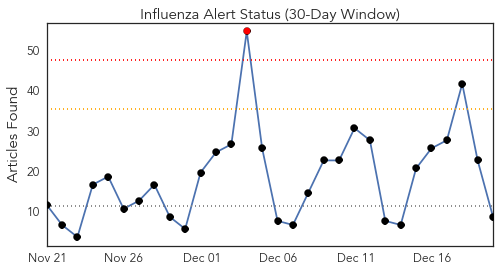 Influenza Alert Status (30-Day Window)
Articles Found
50
40
30
20
10
Nov 21 Nov 26 Dec 01 Dec 06 Dec 11 Dec 16